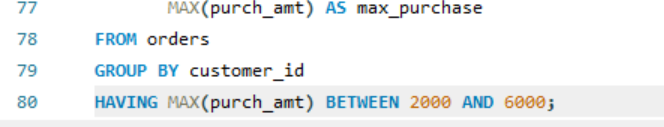 77 MAX(purch_amt) AS max_purchase
78 FROM orders
79 GROUP BY customer_id
80 HAVING MAX(purch_amt) BETWEEN 2000 AND 6000;